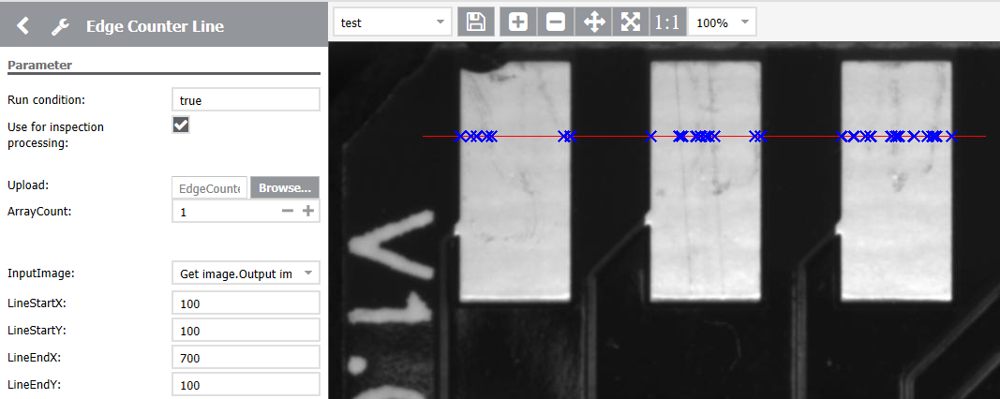 Edge Counter Line
test
1:1
100%
Parameter
Run condition:
true
Use for inspection
processing:
Upload:
EdgeCounte
Browse...
ArrayCount:
1
InputImage:
Get image.Output im
LineStartX:
100
LineStartY:
100
LineEndX:
700
LineEndY:
100
V1.